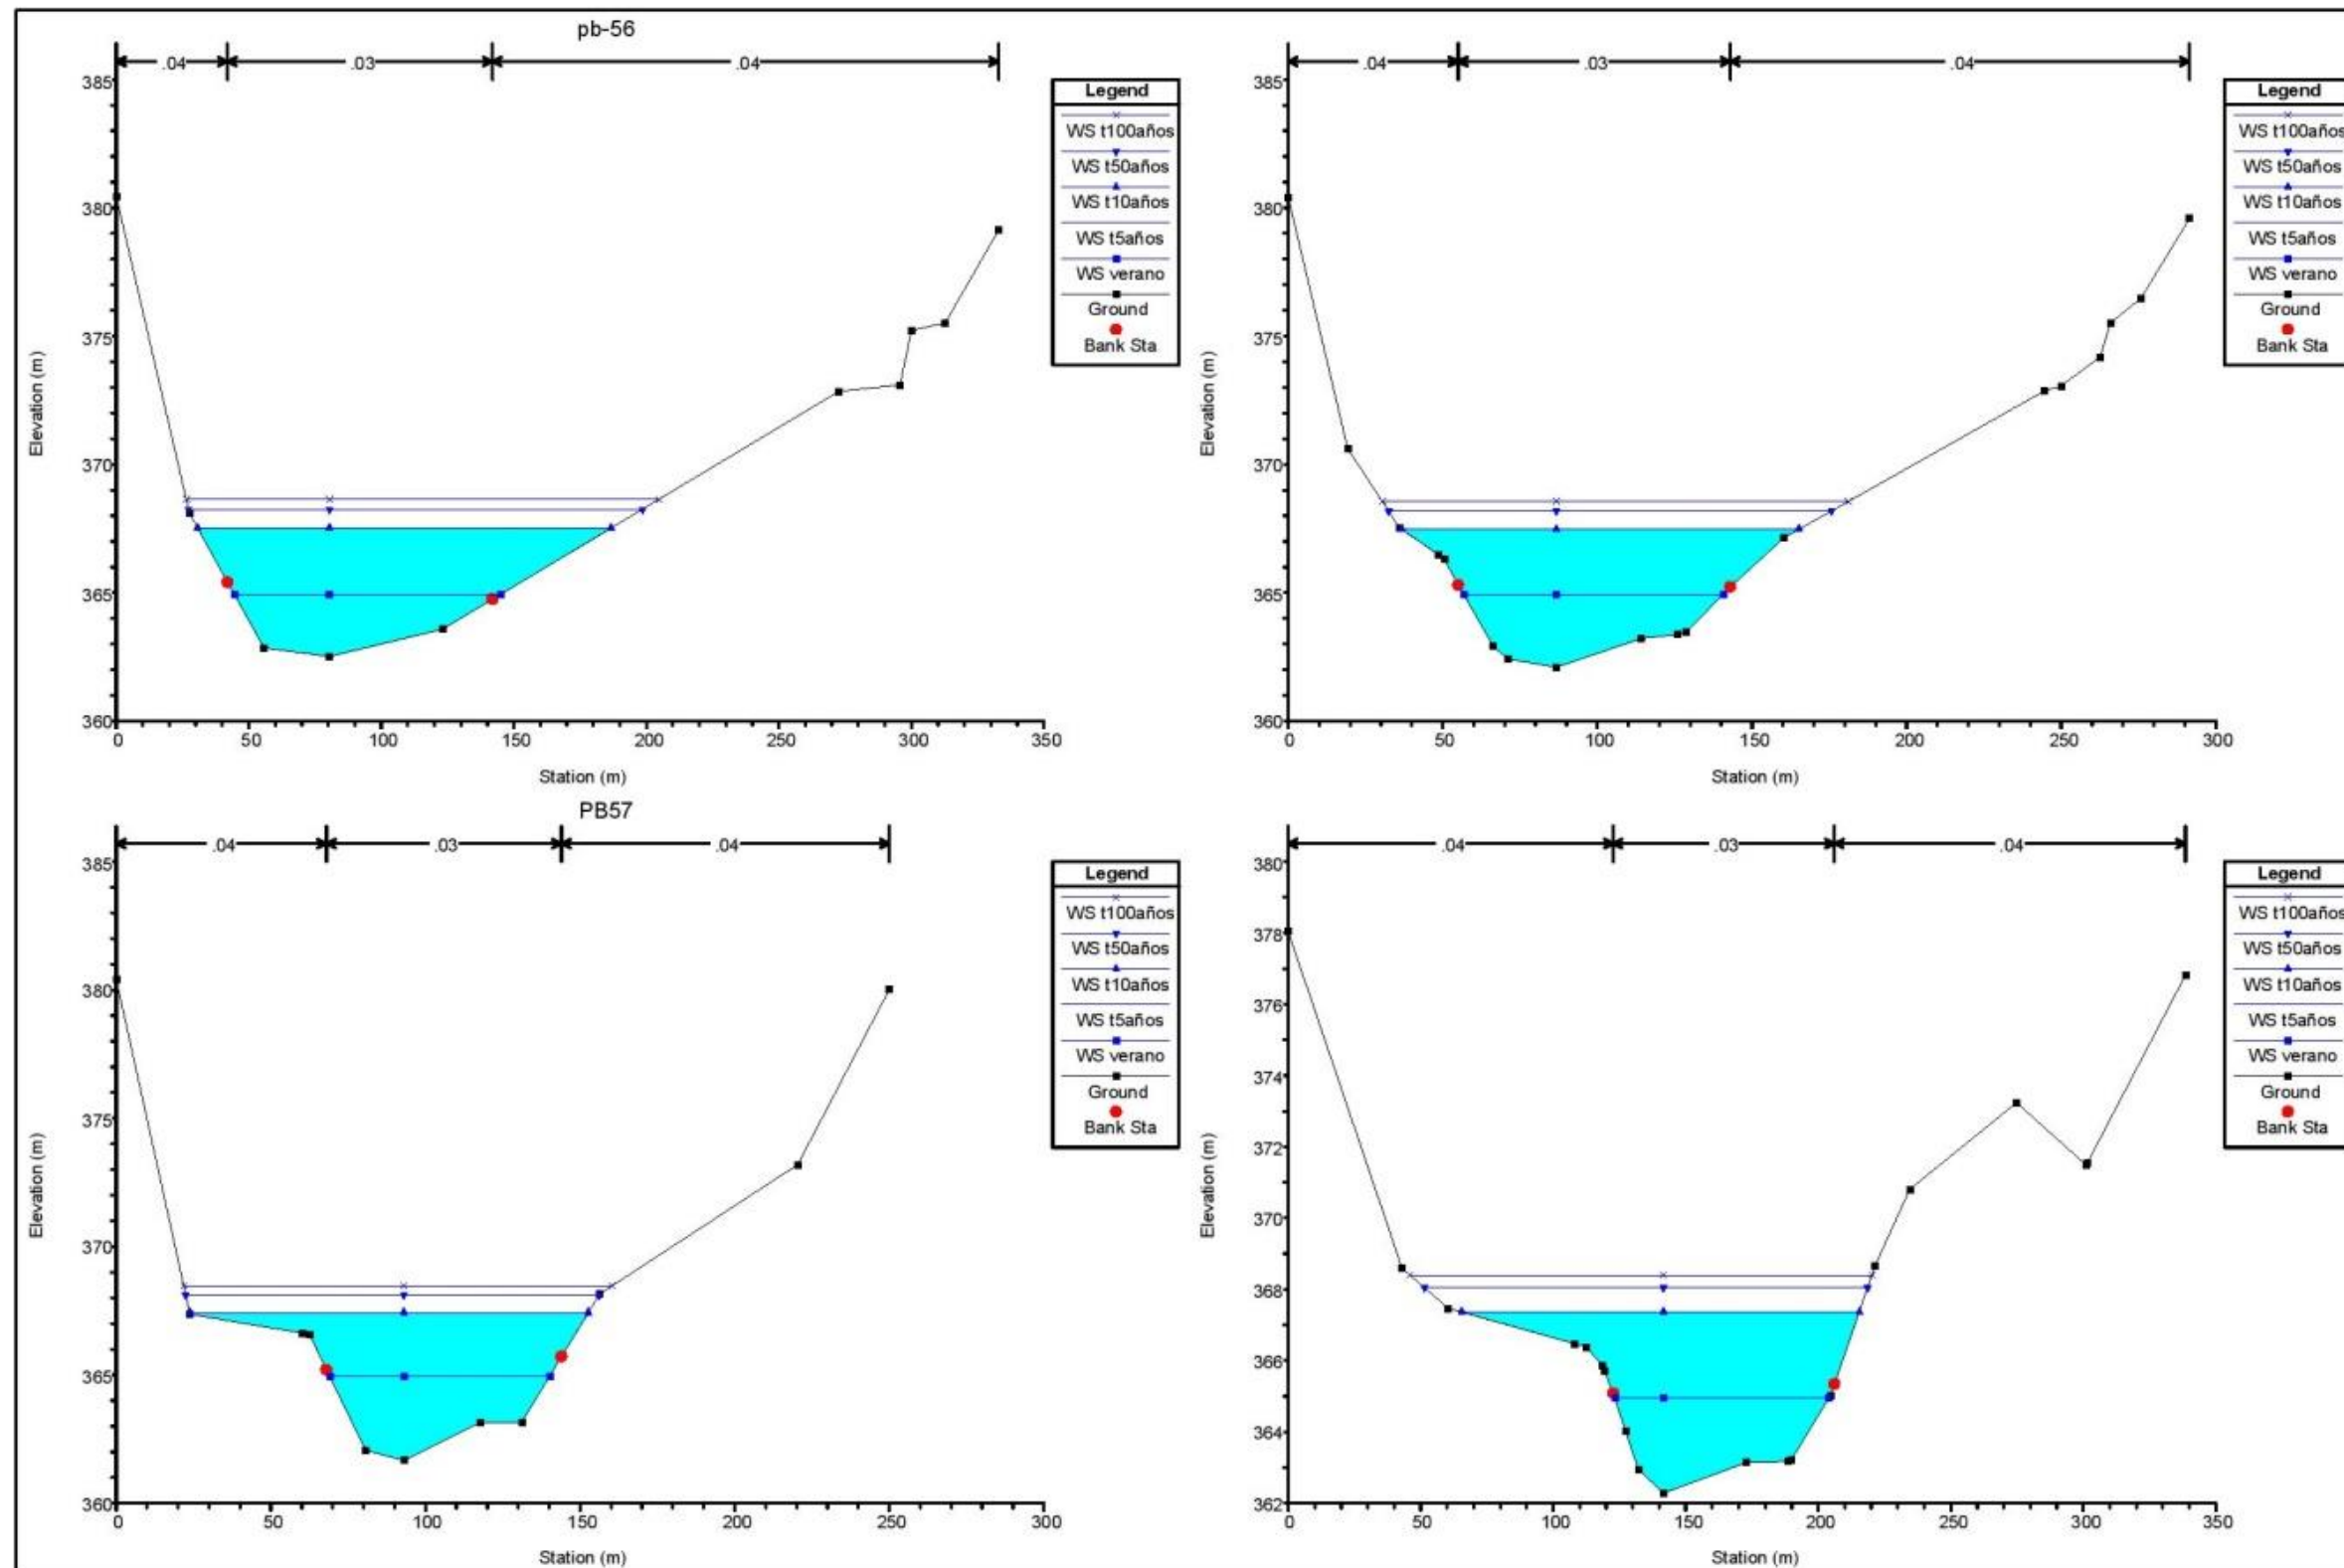 pb-56
.04 .03 .04
385
380
375
370
365
360
0 50 100 150 200 250 300 350
Elevation (m)
Station (m)
Legend
WS t100años
WS t50años
WS t10años
WS t5años
WS verano
Ground
Bank Sta
.04 .03 .04
385
380
375
370
365
360
0 50 100 150 200 250 300
Elevation (m)
Station (m)
Legend
WS t100años
WS t50años
WS t10años
WS t5años
WS verano
Ground
Bank Sta
PB57
.04 .03 .04
385
380
375
370
365
360
0 50 100 150 200 250 300
Elevation (m)
Station (m)
Legend
WS t100años
WS t50años
WS t10años
WS t5años
WS verano
Ground
Bank Sta
.04 .03 .04
380
378
376
374
372
370
368
366
364
362
0 50 100 150 200 250 300 350
Elevation (m)
Station (m)
Legend
WS t100años
WS t50años
WS t10años
WS t5años
WS verano
Ground
Bank Sta